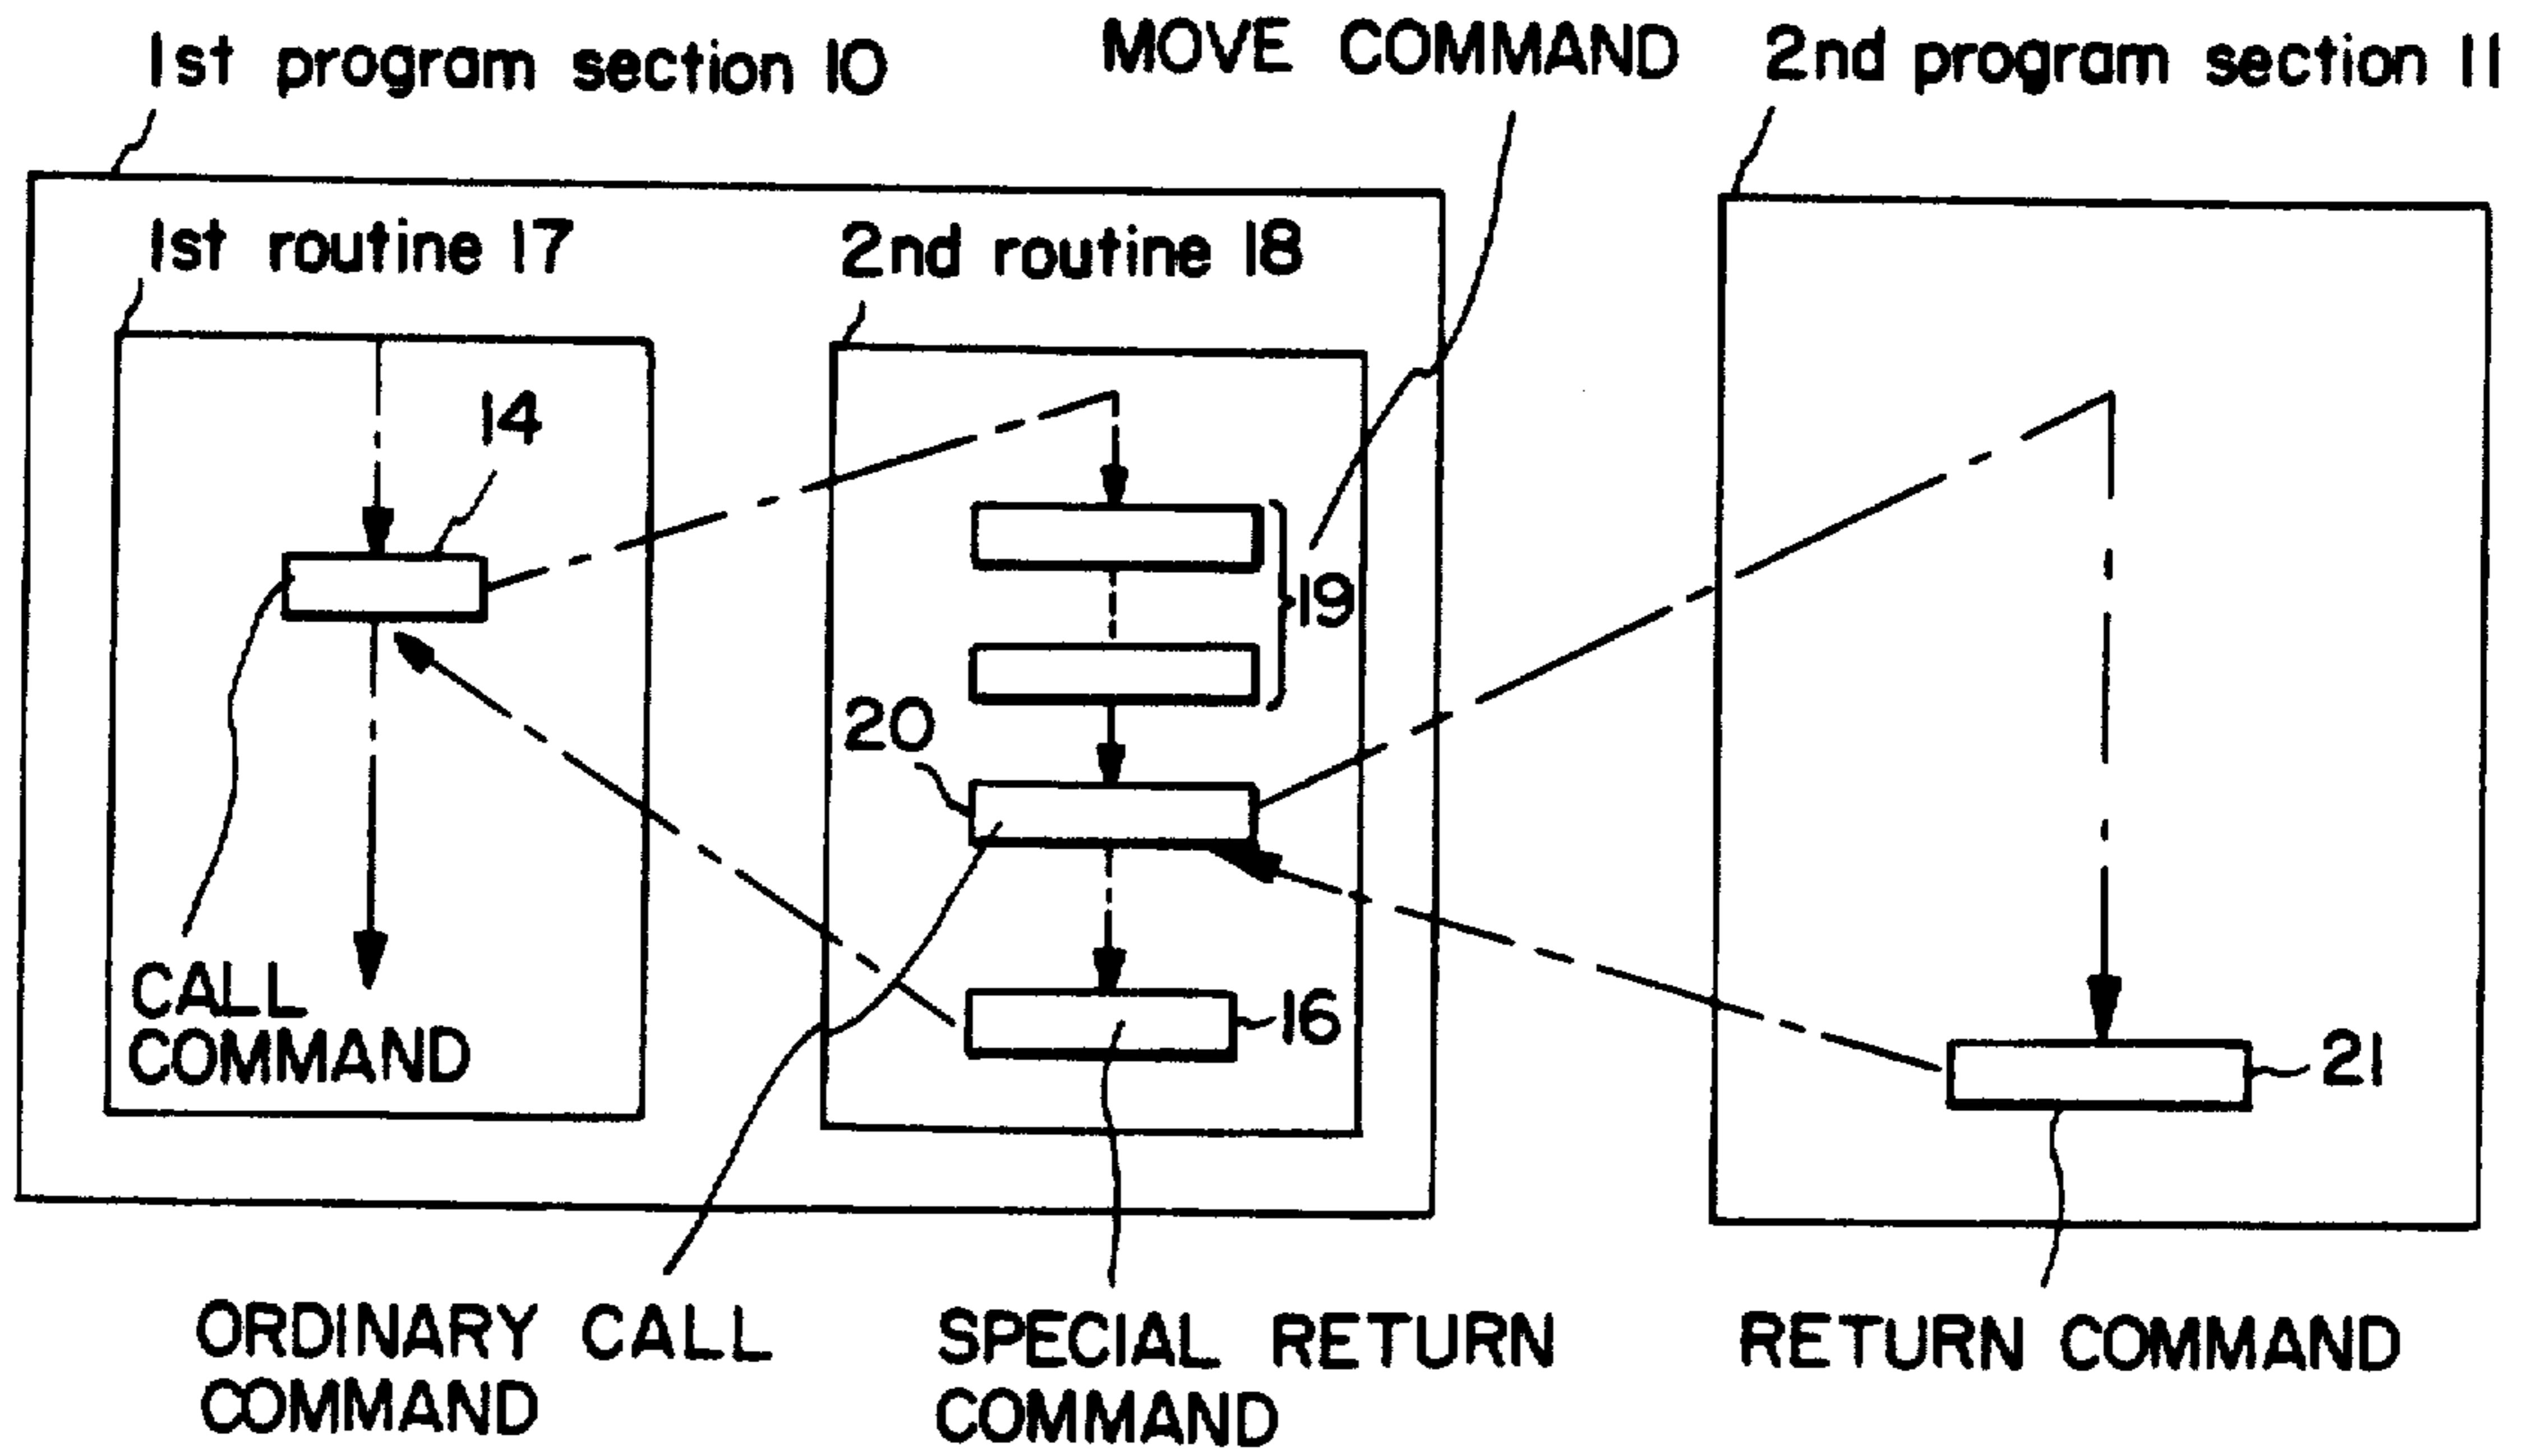 1st program section 10
MOVE COMMAND
2nd program section 11
1st routine 17
2nd routine 18
14
19
20
CALL
COMMAND
16
21
ORDINARY CALL
COMMAND
SPECIAL RETURN
COMMAND
RETURN COMMAND